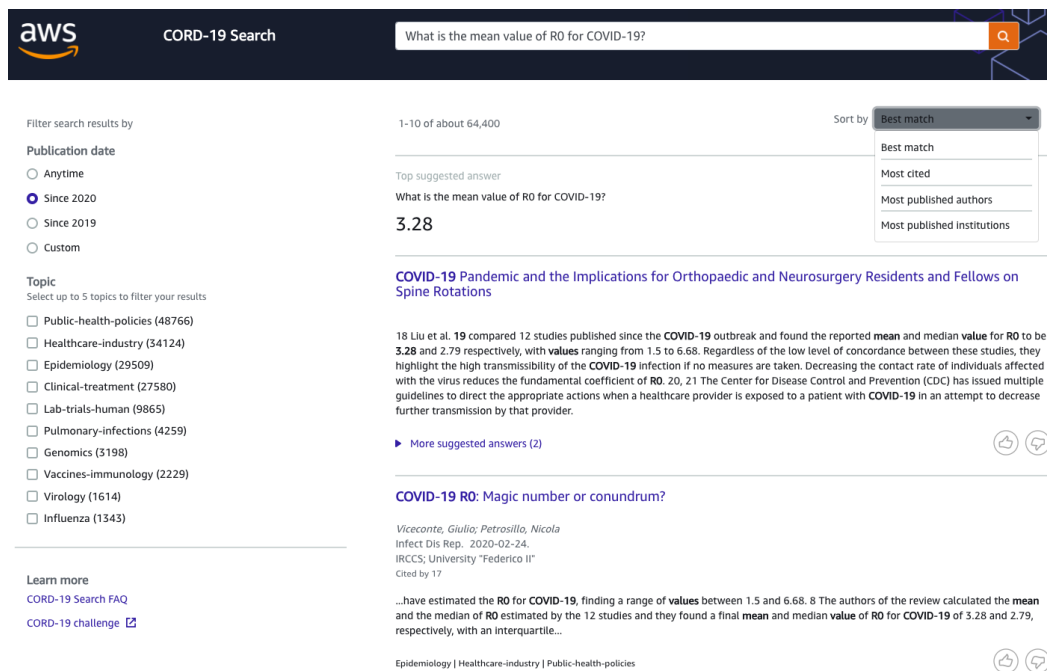 aws
CORD-19 Search
What is the mean value of R0 for COVID-19?
Filter search results by
Publication date
Anytime
Since 2020
Since 2019
Custom
Topic
Select up to 5 topics to filter your results
Public-health-policies (48766)
Healthcare-industry (34124)
Epidemiology (29509)
Clinical-treatment (27580)
Lab-trials-human (9865)
Pulmonary-infections (4259)
Genomics (3198)
Vaccines-immunology (2229)
Virology (1614)
Influenza (1343)
Learn more
CORD-19 Search FAQ
CORD-19 challenge
1-10 of about 64,400
Sort by
Best match
Best match
Most cited
Most published authors
Most published institutions
Top suggested answer
What is the mean value of R0 for COVID-19?
3.28
COVID-19 Pandemic and the Implications for Orthopaedic and Neurosurgery Residents and Fellows on
Spine Rotations
18 Liu et al. 19 compared 12 studies published since the COVID-19 outbreak and found the reported mean and median value for R0 to be
3.28 and 2.79 respectively, with values ranging from 1.5 to 6.68. Regardless of the low level of concordance between these studies, they
highlight the high transmissibility of the COVID-19 infection if no measures are taken. Decreasing the contact rate of individuals affected
with the virus reduces the fundamental coefficient of R0. 20, 21 The Center for Disease Control and Prevention (CDC) has issued multiple
guidelines to direct the appropriate actions when a healthcare provider is exposed to a patient with COVID-19 in an attempt to decrease
further transmission by that provider.
More suggested answers (2)
COVID-19 R0: Magic number or conundrum?
Viceconte, Giulio; Petrosillo, Nicola
Infect Dis Rep. 2020-02-24.
IRCCS; University "Federico II"
Cited by 17
...have estimated the R0 for COVID-19, finding a range of values between 1.5 and 6.68. 8 The authors of the review calculated the mean
and the median of R0 estimated by the 12 studies and they found a final mean and median value of R0 for COVID-19 of 3.28 and 2.79,
respectively, with an interquartile...
Epidemiology | Healthcare-industry | Public-health-policies